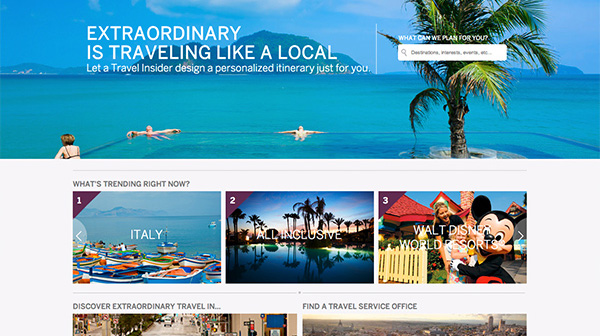 EXTRAORDINARY
IS TRAVELING LIKE A LOCAL
Let a Travel Insider design a personalized itinerary just for you.
WHAT CAN WE PLAN FOR YOU?
Destinations, interests, events, etc...
WHAT'S TRENDING RIGHT NOW?
1
ITALY
2
ALL INCLUSIVE
3
WALT DISNEY
WORLD RESORTS
DISCOVER EXTRAORDINARY TRAVEL IN...
FIND A TRAVEL SERVICE OFFICE